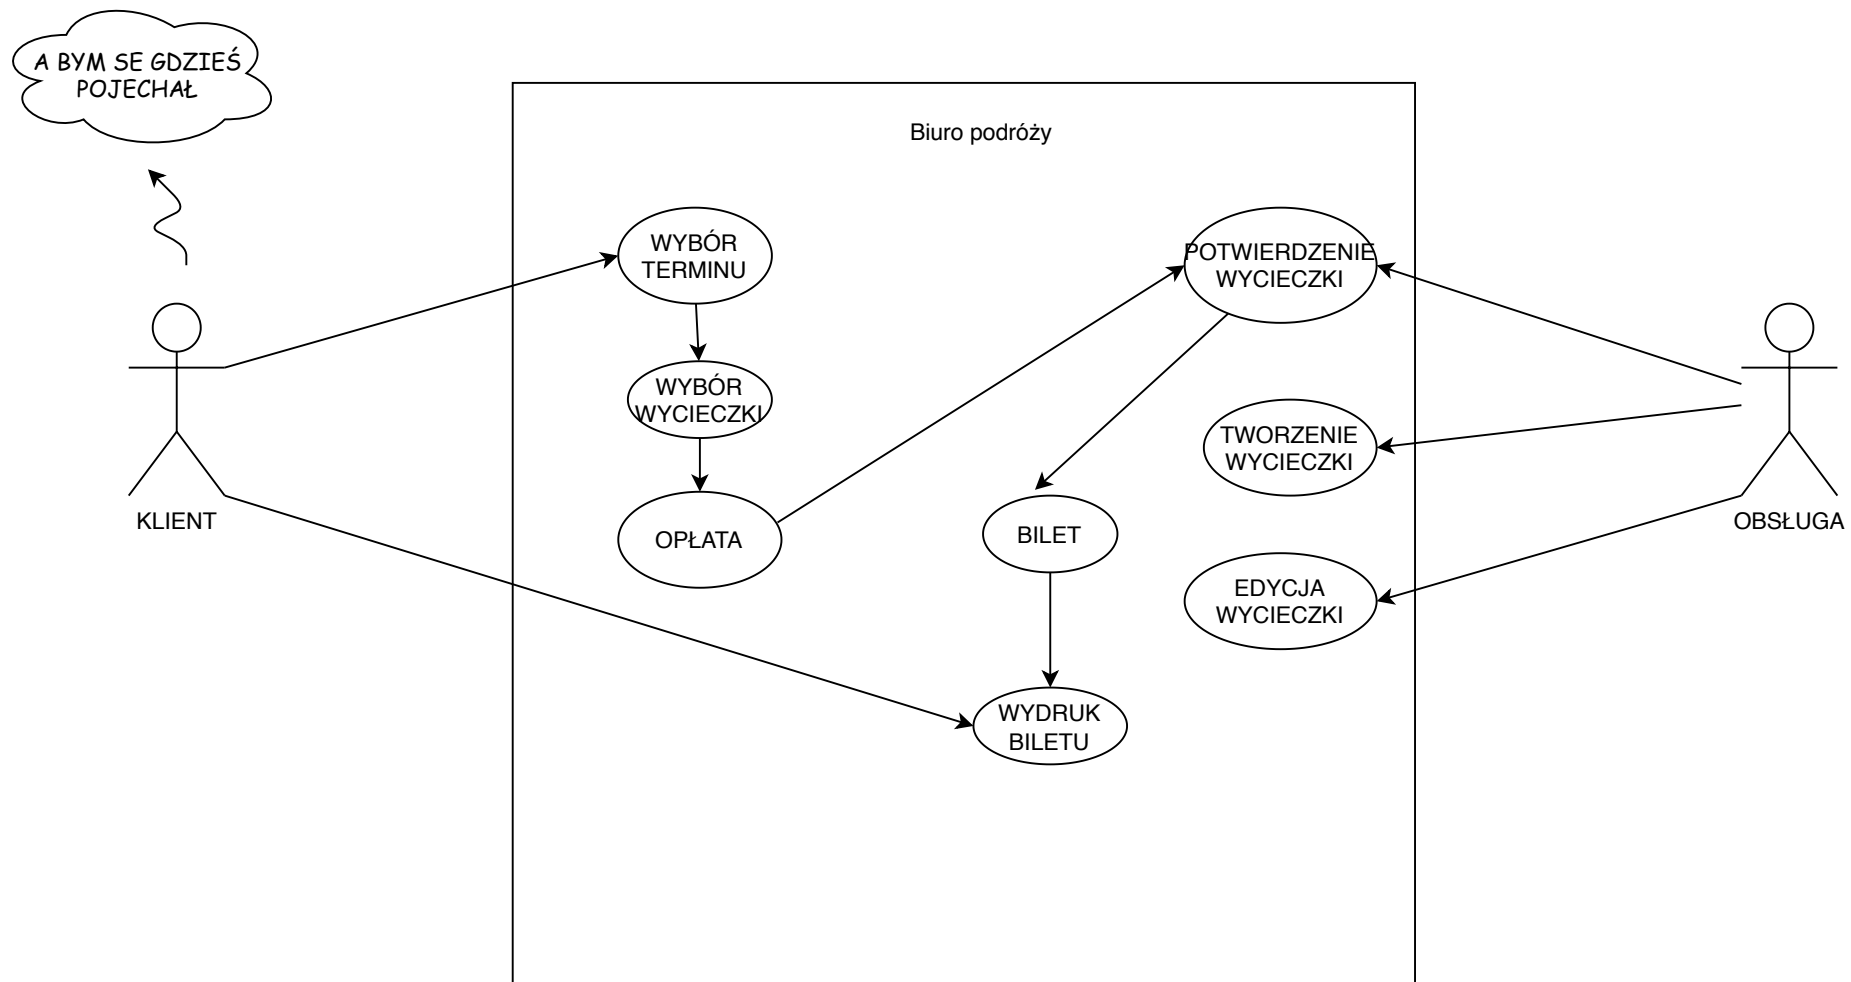 A BYM SE GDZIEŚ
POJECHAŁ
Biuro podróży
WYBÓR
TERMINU
POTWIERDZENIE
WYCIECZKI
WYBÓR
WYCIECZKI
TWORZENIE
WYCIECZKI
KLIENT
OPŁATA
BILET
OBSŁUGA
EDYCJA
WYCIECZKI
WYDRUK
BILETU